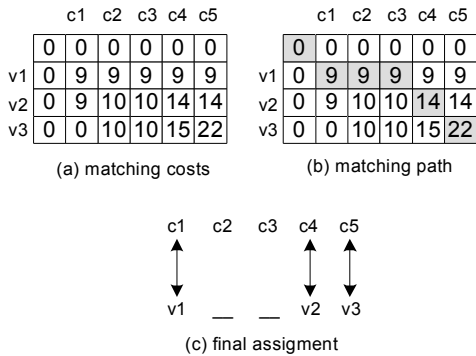 c1 c2 c3 c4 c5
0 0 0 0 0 0
v1 0 9 9 9 9 9
v2 0 9 10 10 14 14
v3 0 0 10 10 15 22
(a) matching costs
c1 c2 c3 c4 c5
0 0 0 0 0 0
v1 0 9 9 9 9 9
v2 0 9 10 10 14 14
v3 0 0 10 10 15 22
(b) matching path
c1 c2 c3 c4 c5
v1 __ __ v2 v3
(c) final assigment